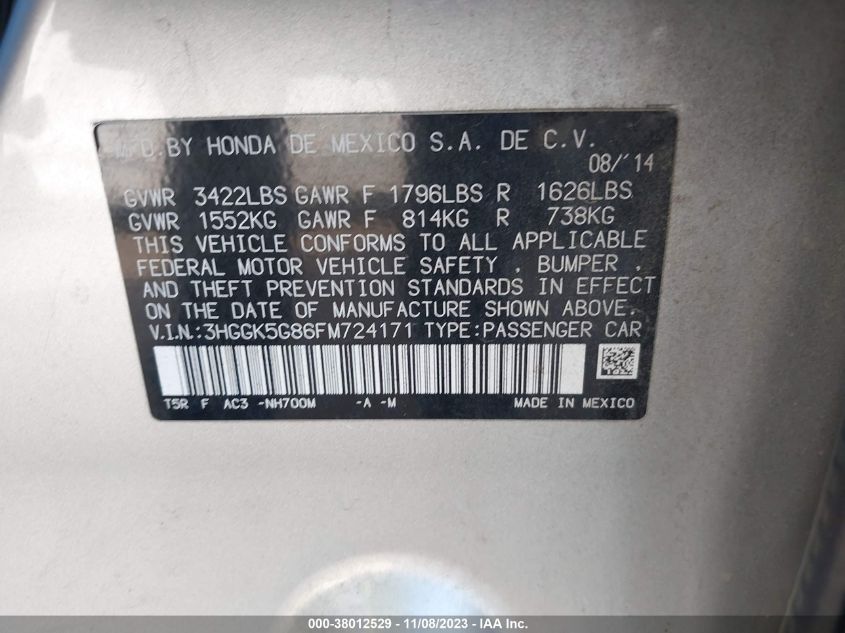 MFD. BY HONDA DE MEXICO S.A. DE C.V.
08/'14
GVWR 3422LBS GAWR F 1796LBS R 1626LBS
GVWR 1552KG GAWR F 814KG R 738KG
THIS VEHICLE CONFORMS TO ALL APPLICABLE
FEDERAL MOTOR VEHICLE SAFETY , BUMPER ,
AND THEFT PREVENTION STANDARDS IN EFFECT
ON THE DATE OF MANUFACTURE SHOWN ABOVE.
V.I.N.:3HGGK5G86FM724171 TYPE:PASSENGER CAR
T5R F AC3 -NH700M -A -M MADE IN MEXICO
000-38012529 - 11/08/2023 - IAA Inc.